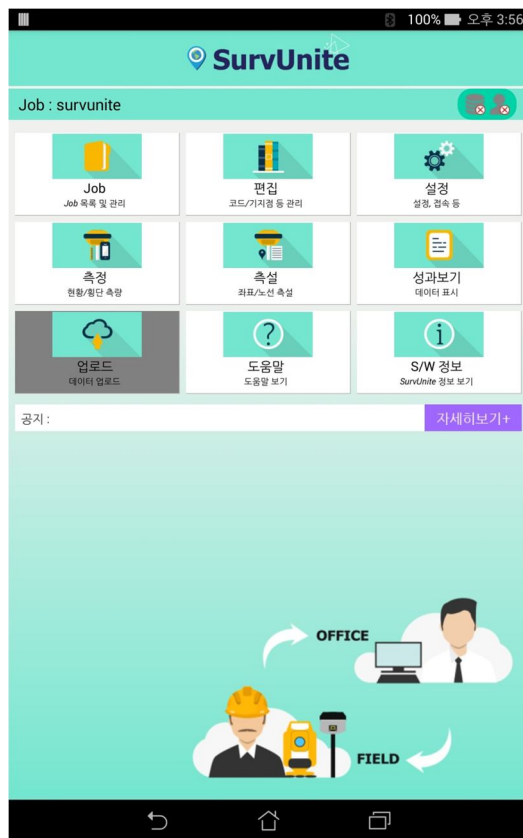 100% 오후 3:56
SurvUnite
Job : survunite
Job
Job 목록 및 관리
편집
코드/기지점 등 관리
설정
설정, 접속 등
측정
현황/횡단 측량
측설
좌표/노선 측설
성과보기
데이터 표시
업로드
데이터 업로드
도움말
도움말 보기
S/W 정보
SurvUnite 정보 보기
공지 :
자세히보기+
OFFICE
FIELD